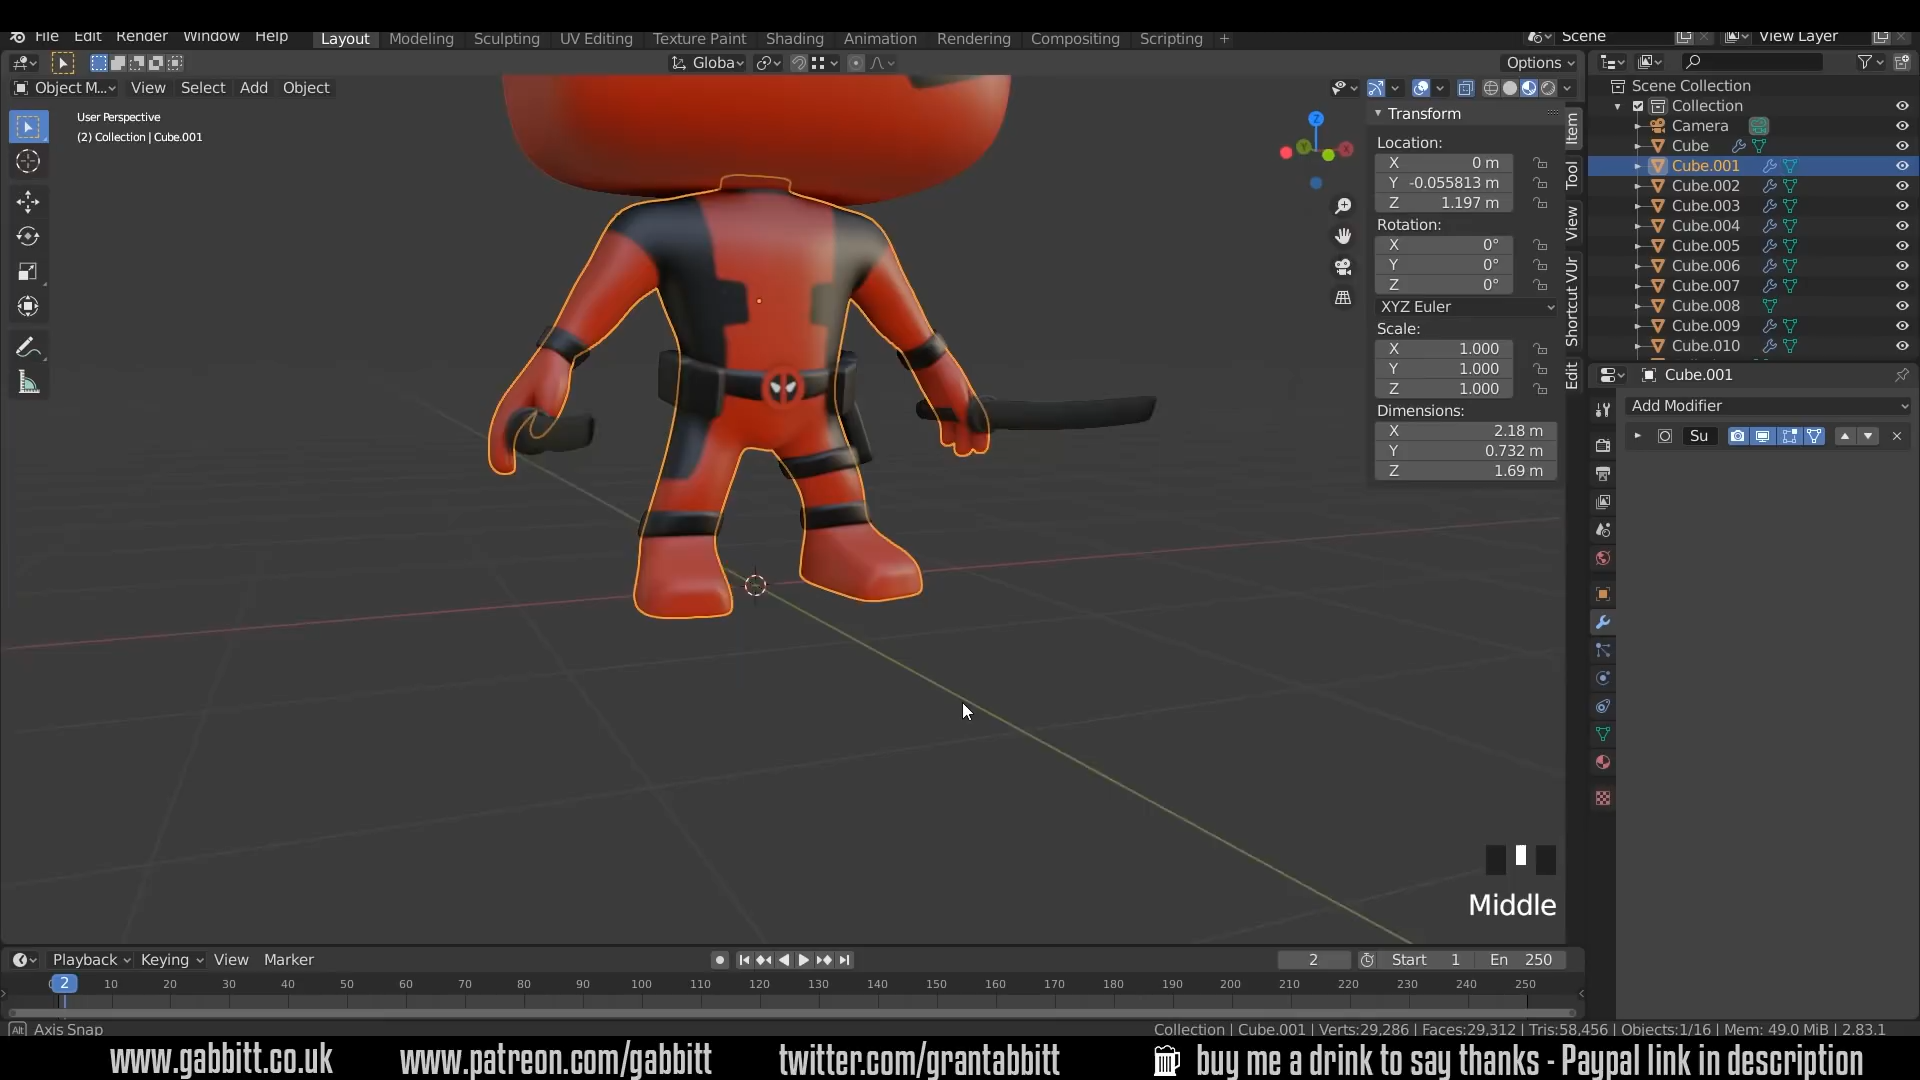 File Edit Render Window Help Layout Modeling Sculpting UV Editing Texture Paint Shading Animation Rendering Compositing Scripting + Scene View Layer
Globa Options
Object M... View Select Add Object
User Perspective
(2) Collection | Cube.001
Transform
Location:
X 0 m
Y -0.055813 m
Z 1.197 m
Rotation:
X 0°
Y 0°
Z 0°
XYZ Euler
Scale:
X 1.000
Y 1.000
Z 1.000
Dimensions:
X 2.18 m
Y 0.732 m
Z 1.69 m
Item
Tool
View
Shortcut VUr
Edit
Z
Y
X
Scene Collection
Collection
Camera
Cube
Cube.001
Cube.002
Cube.003
Cube.004
Cube.005
Cube.006
Cube.007
Cube.008
Cube.009
Cube.010
Cube.001
Add Modifier
Su
Middle
Playback Keying View Marker 2 Start 1 En 250
2 10 20 30 40 50 60 70 80 90 100 110 120 130 140 150 160 170 180 190 200 210 220 230 240 250
Alt Axis Snap
Collection | Cube.001 | Verts:29,286 | Faces:29,312 | Tris:58,456 | Objects:1/16 | Mem: 49.0 MiB | 2.83.1
www.gabbitt.co.uk www.patreon.com/gabbitt twitter.com/grantabbitt buy me a drink to say thanks - Paypal link in description